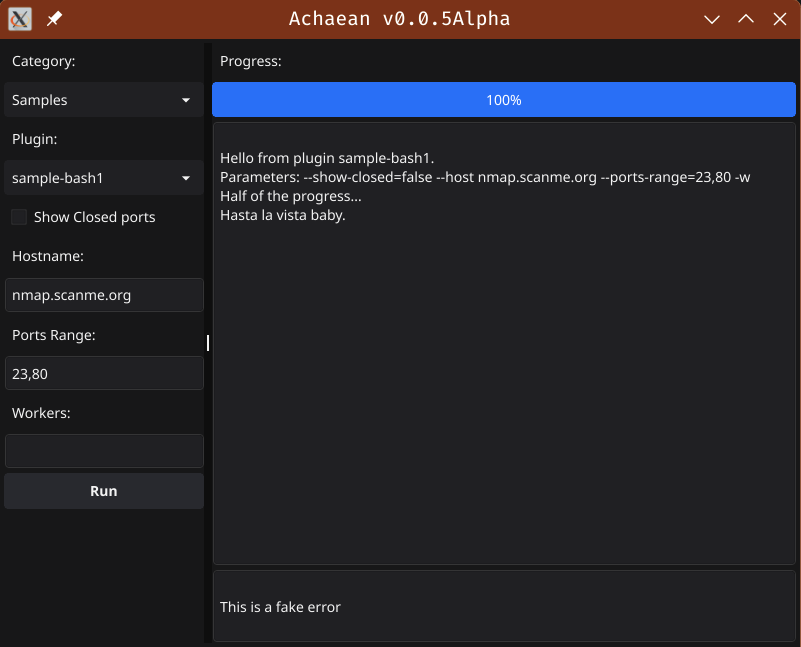 Achaean v0.0.5Alpha
Category:
Samples
Plugin:
sample-bash1
Show Closed ports
Hostname:
nmap.scanme.org
Ports Range:
23,80
Workers:
Run
Progress:
100%
Hello from plugin sample-bash1.
Parameters: --show-closed=false --host nmap.scanme.org --ports-range=23,80 -w
Half of the progress...
Hasta la vista baby.
This is a fake error